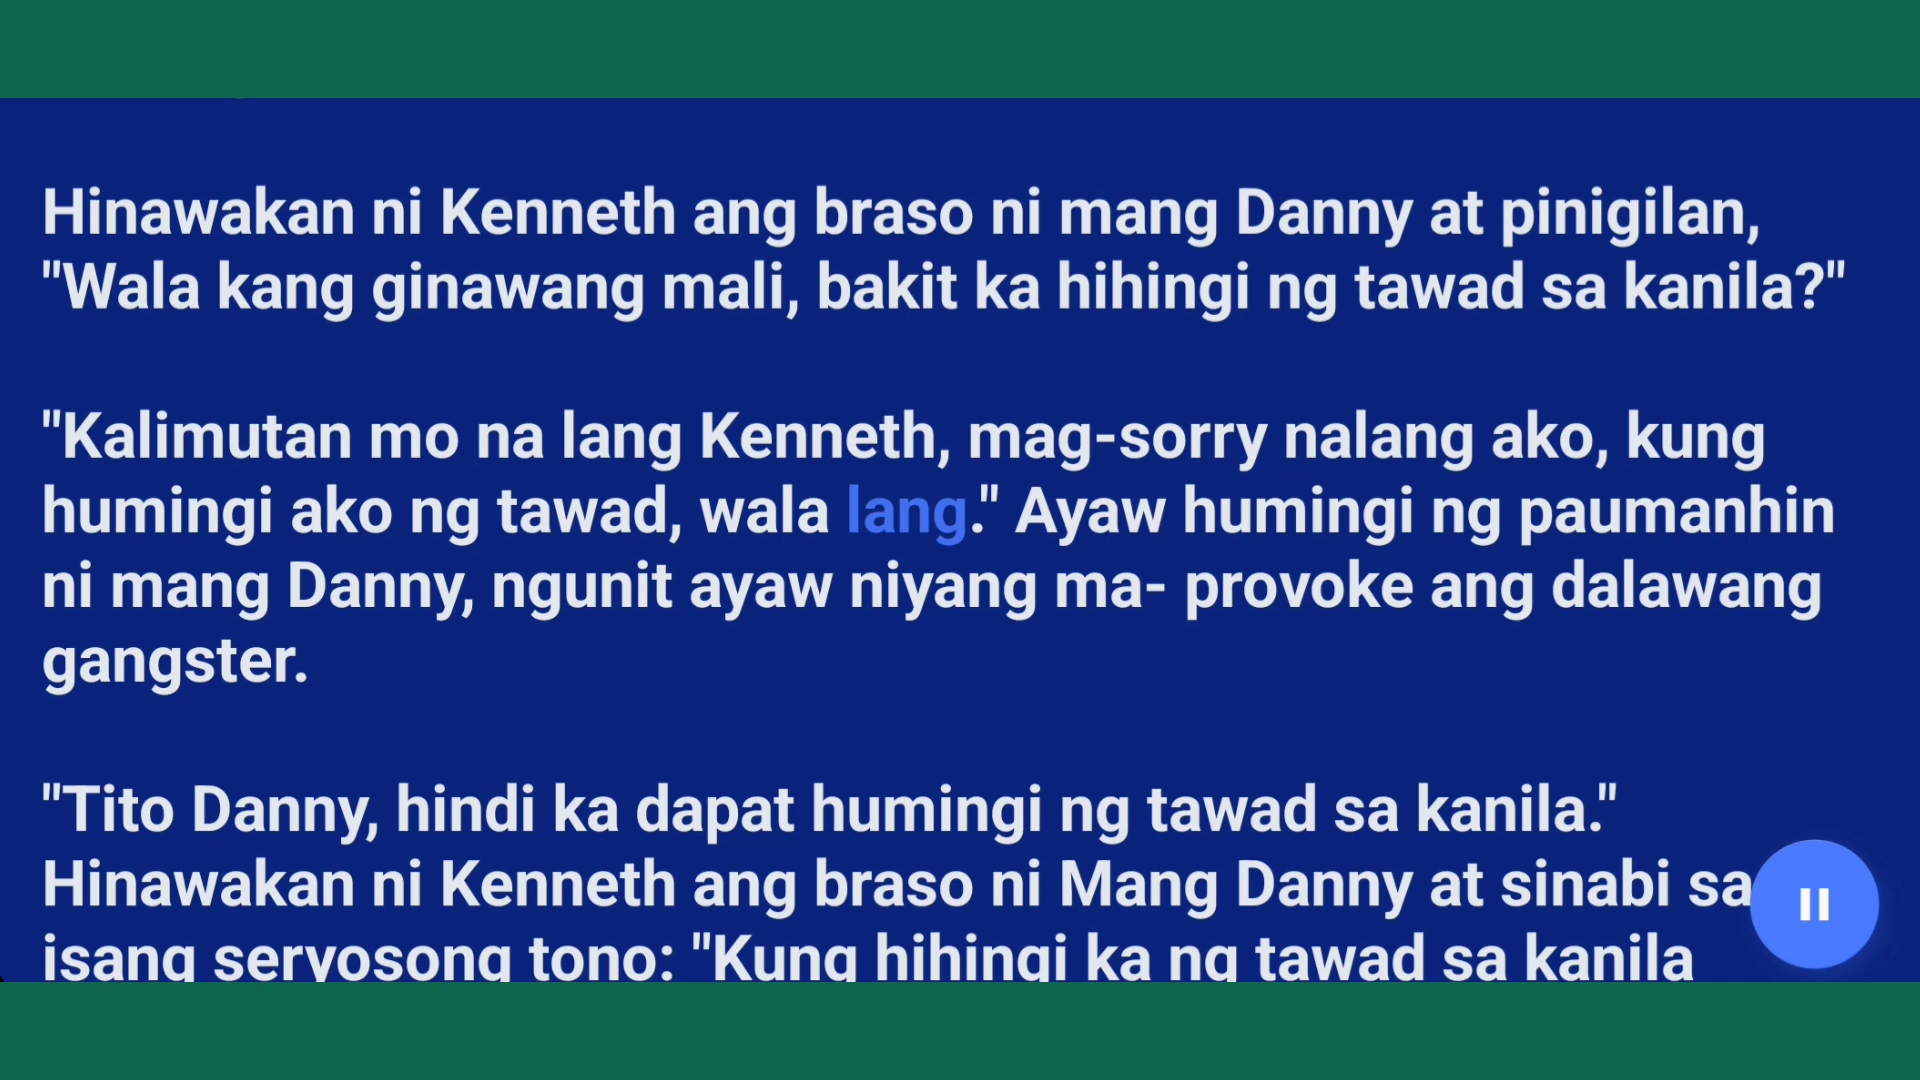 Hinawakan ni Kenneth ang braso ni mang Danny at pinigilan,
"Wala kang ginawang mali, bakit ka hihingi ng tawad sa kanila?"
"Kalimutan mo na lang Kenneth, mag-sorry nalang ako, kung
humingi ako ng tawad, wala lang." Ayaw humingi ng paumanhin
ni mang Danny, ngunit ayaw niyang ma- provoke ang dalawang
gangster.
"Tito Danny, hindi ka dapat humingi ng tawad sa kanila."
Hinawakan ni Kenneth ang braso ni Mang Danny at sinabi sa
isang seryosong tono: "Kung hihingi ka ng tawad sa kanila